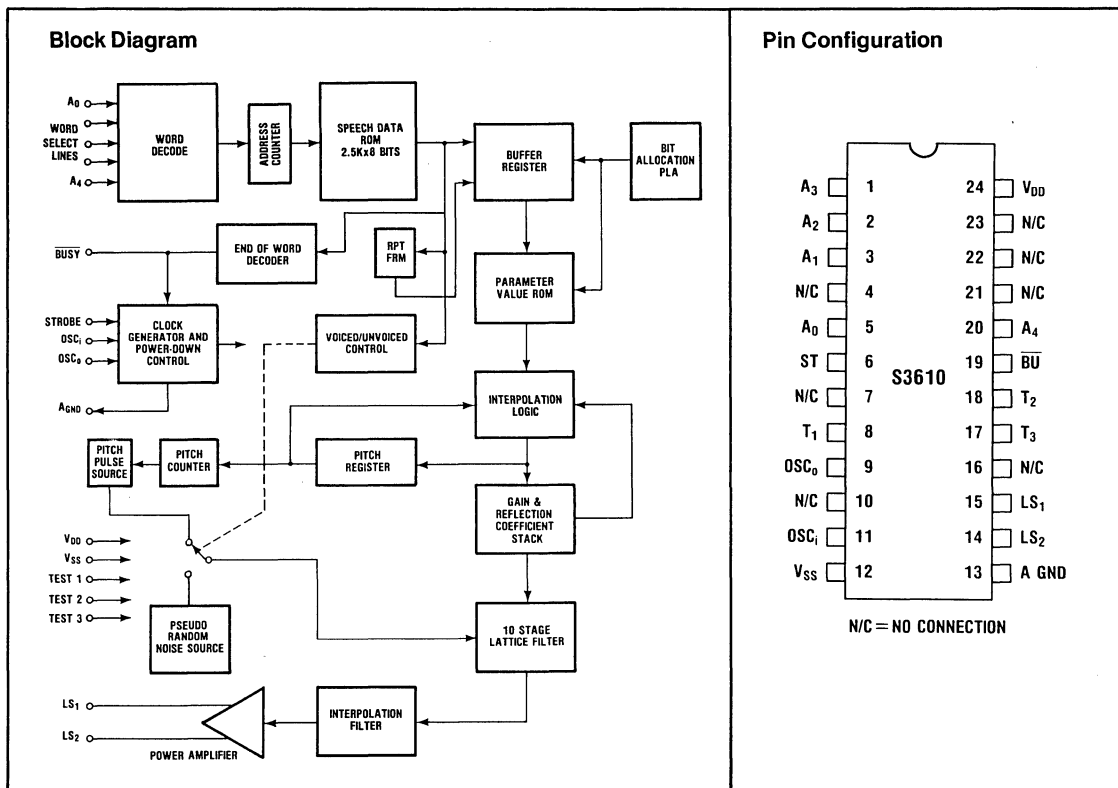 Block Diagram
A0
WORD
SELECT
LINES
A4
WORD
DECODE
ADDRESS
COUNTER
SPEECH DATA
ROM
2.5Kx8 BITS
BUFFER
REGISTER
BIT
ALLOCATION
PLA
BUSY
END OF WORD
DECODER
RPT
FRM
PARAMETER
VALUE ROM
STROBE
OSCi
OSCo
CLOCK
GENERATOR AND
POWER-DOWN
CONTROL
VOICED/UNVOICED
CONTROL
AGND
INTERPOLATION
LOGIC
PITCH
PULSE
SOURCE
PITCH
COUNTER
PITCH
REGISTER
GAIN &
REFLECTION
COEFFICIENT
STACK
VDD
VSS
TEST 1
TEST 2
TEST 3
PSEUDO
RANDOM
NOISE SOURCE
10 STAGE
LATTICE FILTER
LS1
LS2
POWER AMPLIFIER
INTERPOLATION
FILTER
Pin Configuration
A3 1 24 VDD
A2 2 23 N/C
A1 3 22 N/C
N/C 4 21 N/C
A0 5 20 A4
ST 6 19 BU
S3610
N/C 7 18 T2
T1 8 17 T3
OSCo 9 16 N/C
N/C 10 15 LS1
OSCi 11 14 LS2
VSS 12 13 A GND
N/C = NO CONNECTION